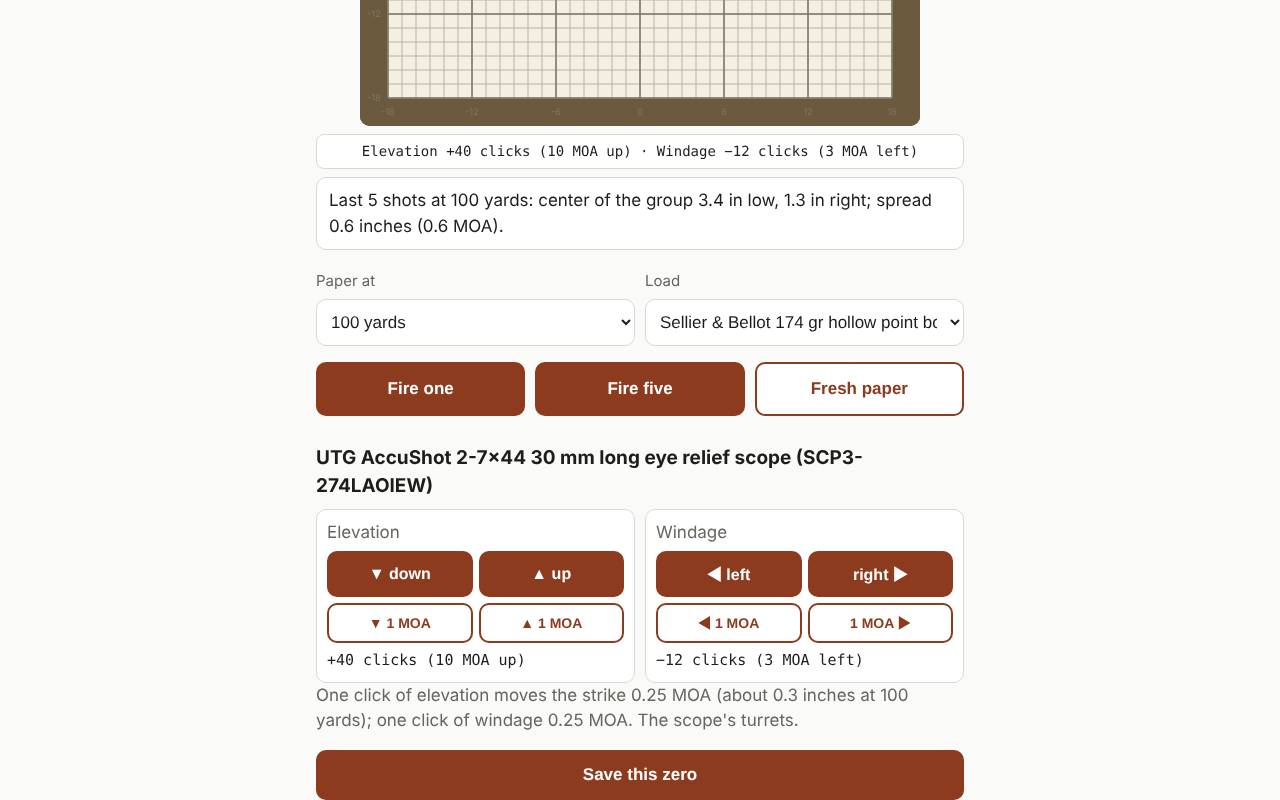 -12
-18
-18 -12 -6 0 6 12 18
Elevation +40 clicks (10 MOA up) · Windage −12 clicks (3 MOA left)
Last 5 shots at 100 yards: center of the group 3.4 in low, 1.3 in right; spread
0.6 inches (0.6 MOA).
Paper at
Load
100 yards
Sellier & Bellot 174 gr hollow point bo
Fire one
Fire five
Fresh paper
UTG AccuShot 2-7×44 30 mm long eye relief scope (SCP3-
274LAOIEW)
Elevation
Windage
▼ down
▲ up
◀ left
right ▶
▼ 1 MOA
▲ 1 MOA
◀ 1 MOA
1 MOA ▶
+40 clicks (10 MOA up)
−12 clicks (3 MOA left)
One click of elevation moves the strike 0.25 MOA (about 0.3 inches at 100
yards); one click of windage 0.25 MOA. The scope's turrets.
Save this zero